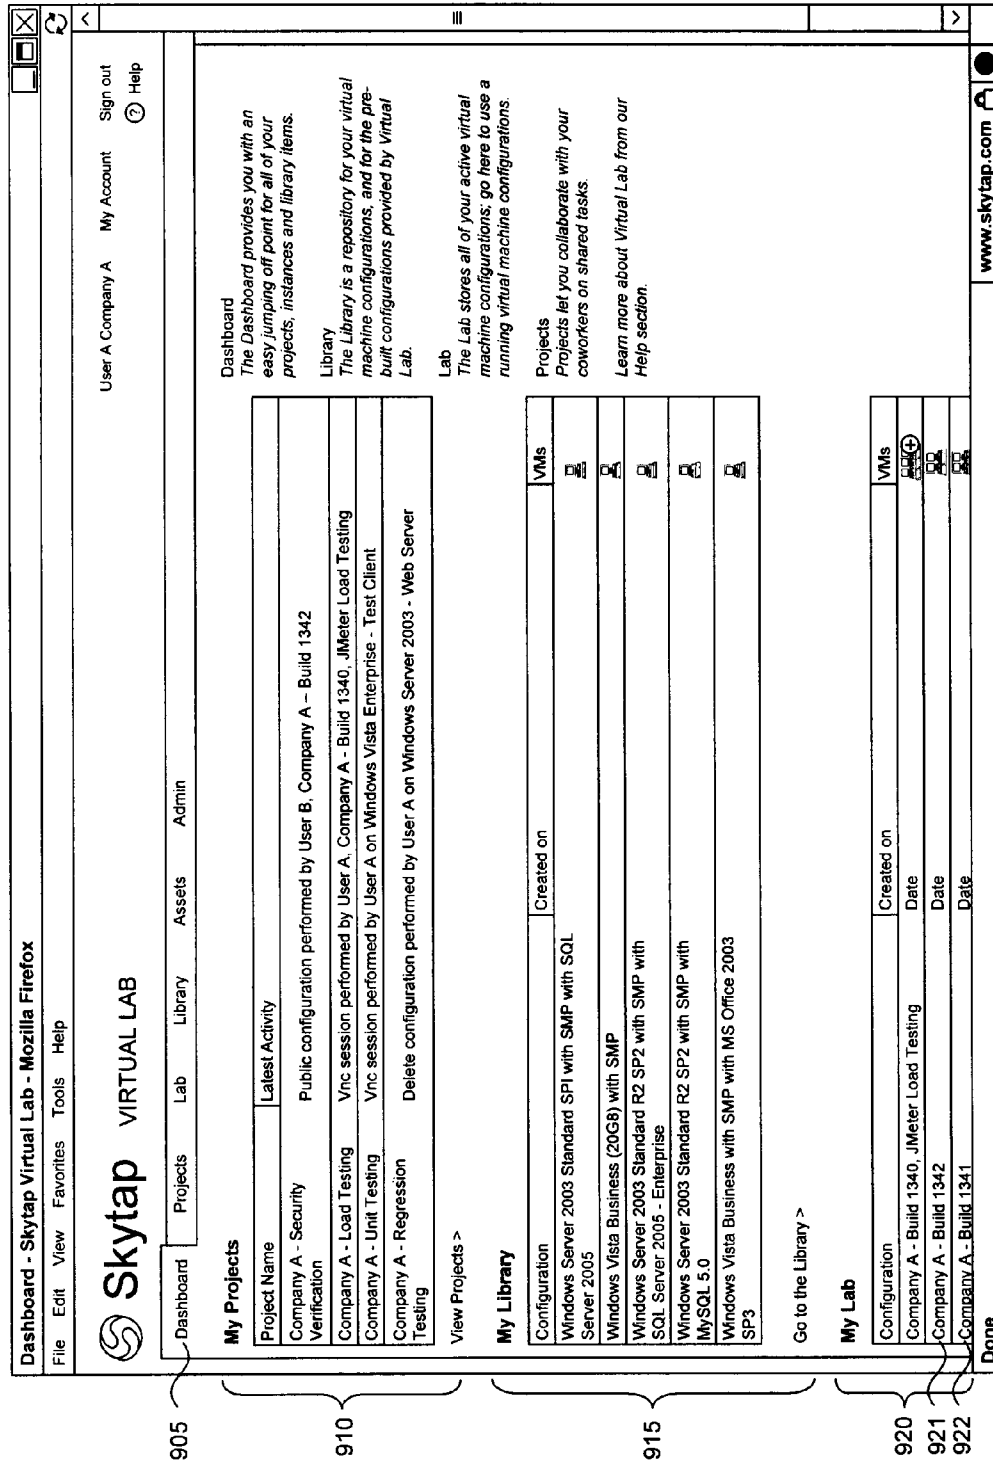 Dashboard - Skytap Virtual Lab - Mozilla Firefox
File Edit View Favorites Tools Help
Skytap VIRTUAL LAB
User A Company A My Account Sign out
? Help
Dashboard Projects Lab Library Assets Admin
905
My Projects
Project Name Latest Activity
Company A - Security
Verification
Public configuration performed by User B, Company A – Build 1342
Company A - Load Testing Vnc session performed by User A, Company A - Build 1340, JMeter Load Testing
Company A - Unit Testing Vnc session performed by User A on Windows Vista Enterprise - Test Client
Company A - Regression
Testing
Delete configuration performed by User A on Windows Server 2003 - Web Server
View Projects >
910
My Library
Configuration Created on VMs
Windows Server 2003 Standard SPI with SMP with SQL
Server 2005
Windows Vista Business (20G8) with SMP
Windows Server 2003 Standard R2 SP2 with SMP with
SQL Server 2005 - Enterprise
Windows Server 2003 Standard R2 SP2 with SMP with
MySQL 5.0
Windows Vista Business with SMP with MS Office 2003
SP3
Go to the Library >
915
My Lab
Configuration Created on VMs
Company A - Build 1340, JMeter Load Testing Date
Company A - Build 1342 Date
Company A - Build 1341 Date
920
921
922
Dashboard
The Dashboard provides you with an
easy jumping off point for all of your
projects, instances and library items.
Library
The Library is a repository for your virtual
machine configurations, and for the pre-
built configurations provided by Virtual
Lab.
Lab
The Lab stores all of your active virtual
machine configurations; go here to use a
running virtual machine configurations.
Projects
Projects let you collaborate with your
coworkers on shared tasks.
Learn more about Virtual Lab from our
Help section.
Done
www.skytap.com